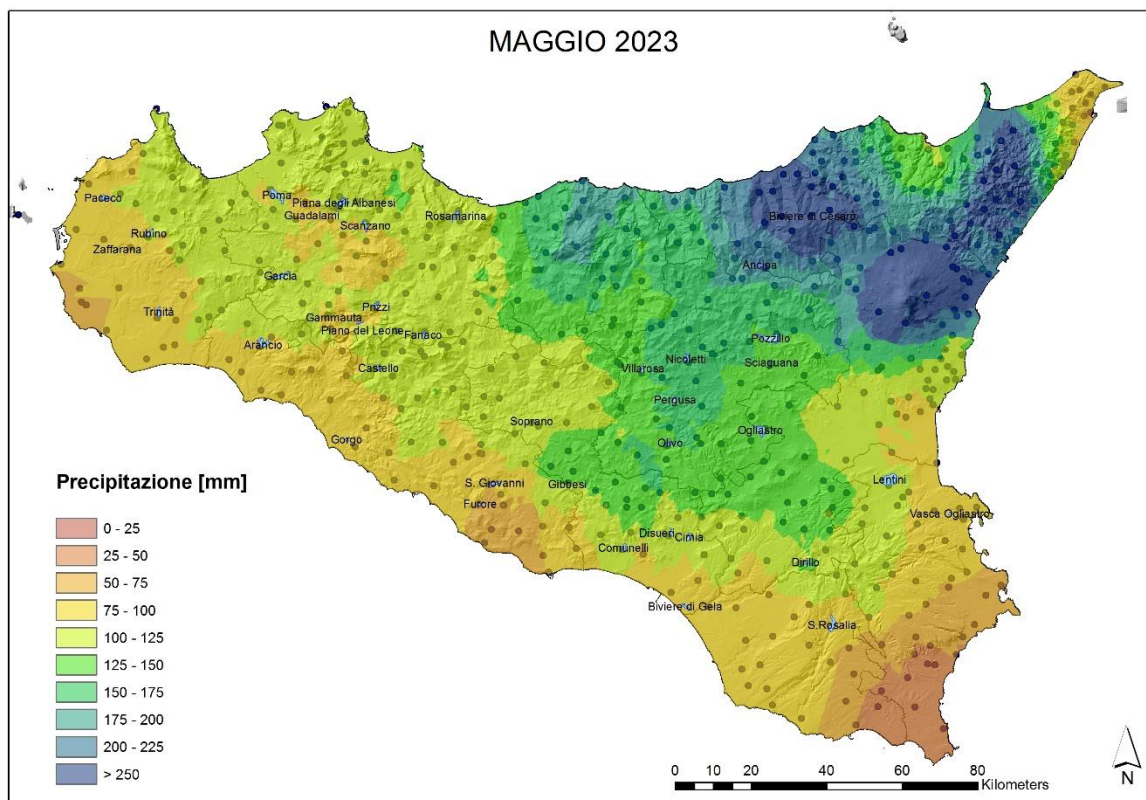 MAGGIO 2023
Paceco
Poma
Piana degli Albanesi
Guadalami
Scanzano
Rosamarina
Biviere di Cesarò
Rubino
Zaffarana
Ancipa
Garcia
Trinità
Prizzi
Gammauta
Piano del Leone
Fanaco
Arancio
Castello
Pozzillo
Nicoletti
Sciaguana
Villarosa
Pergusa
Soprano
Ogliastro
Gorgo
Olivo
S. Giovanni
Gibbesi
Lentini
Furore
Vasca Ogliastro
Disueri
Cimia
Comunelli
Dirillo
Biviere di Gela
S.Rosalia
Precipitazione [mm]
0 - 25
25 - 50
50 - 75
75 - 100
100 - 125
125 - 150
150 - 175
175 - 200
200 - 225
> 250
0 5 10 20 40 60 80
Kilometers
N